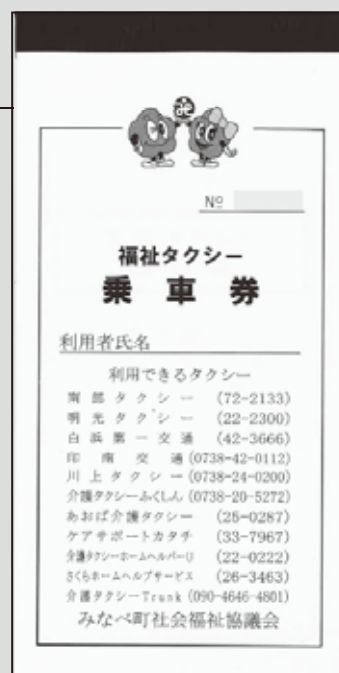 №
福祉タクシー
乗車券
利用者氏名
利用できるタクシー
南部タクシー (72-2133)
明光タクシー (22-2300)
白浜第一交通 (42-3666)
印南交通 (0738-42-0112)
川上タクシー (0738-24-0200)
介護タクシーふくしん (0738-20-5272)
あおば介護タクシー (25-0287)
ケアサポートカタチ (33-7967)
介護タクシーホームヘルパーU (22-0222)
さくらホームヘルプサービス (26-3463)
介護タクシーTrunk (090-4646-4801)
みなべ町社会福祉協議会